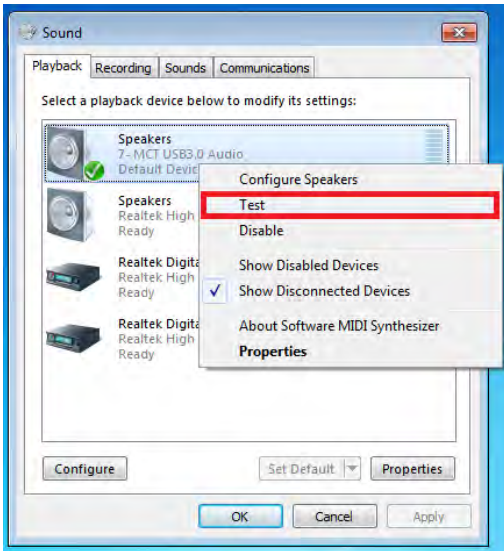 Sound
Playback Recording Sounds Communications
Select a playback device below to modify its settings:
Speakers
7- MCT USB3.0 Audio
Default Devic
Speakers
Realtek High
Ready
Realtek Digita
Realtek High
Ready
Realtek Digita
Realtek High
Ready
Configure Speakers
Test
Disable
Show Disabled Devices
Show Disconnected Devices
About Software MIDI Synthesizer
Properties
Configure Set Default Properties
OK Cancel Apply